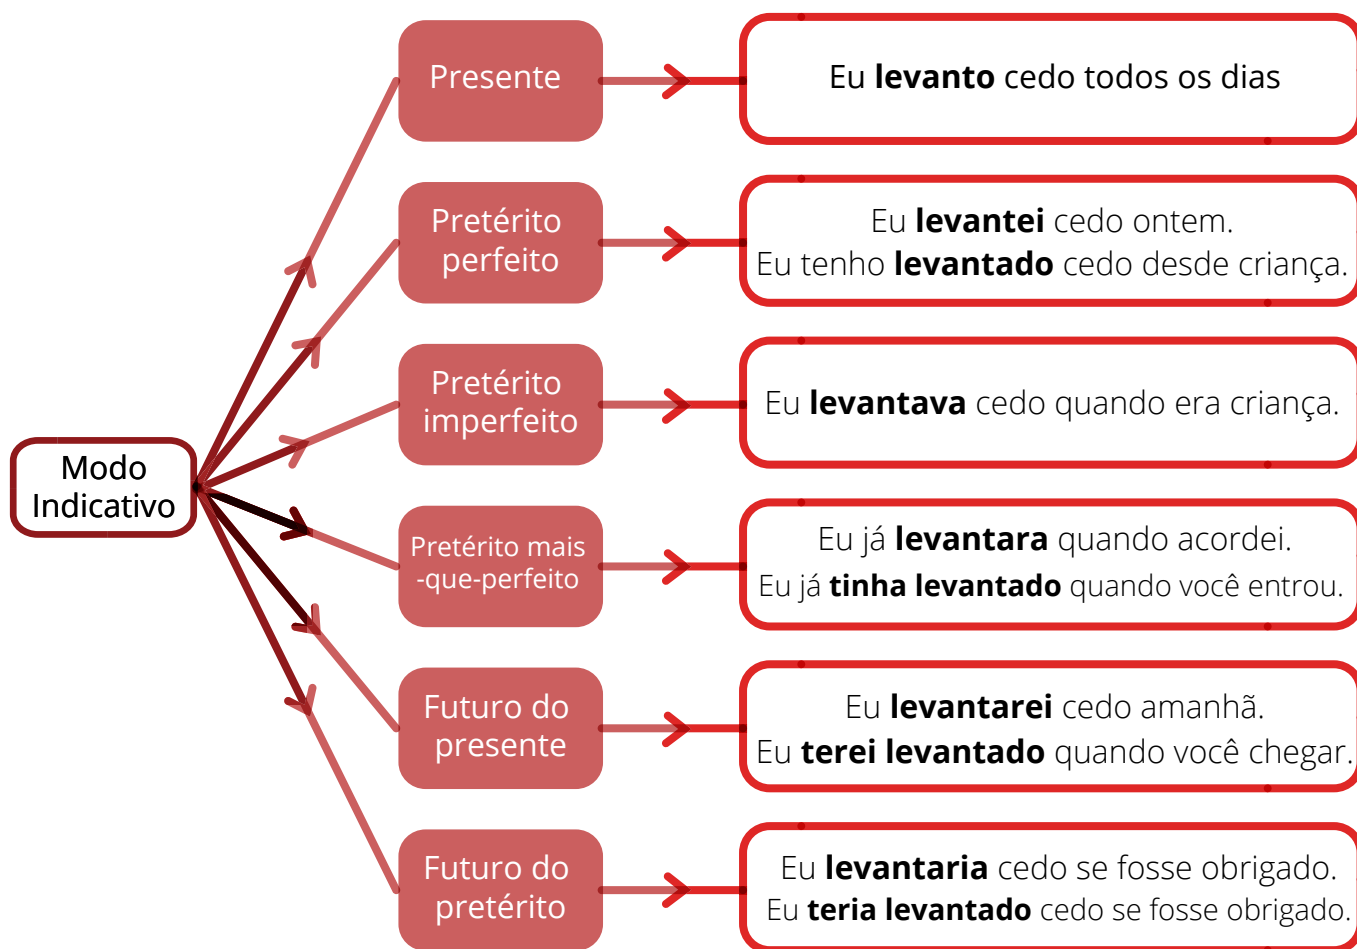 Modo
Indicativo
Presente
Eu levanto cedo todos os dias
Pretérito
perfeito
Eu levantei cedo ontem.
Eu tenho levantado cedo desde criança.
Pretérito
imperfeito
Eu levantava cedo quando era criança.
Pretérito mais
-que-perfeito
Eu já levantara quando acordei.
Eu já tinha levantado quando você entrou.
Futuro do
presente
Eu levantarei cedo amanhã.
Eu terei levantado quando você chegar.
Futuro do
pretérito
Eu levantaria cedo se fosse obrigado.
Eu teria levantado cedo se fosse obrigado.